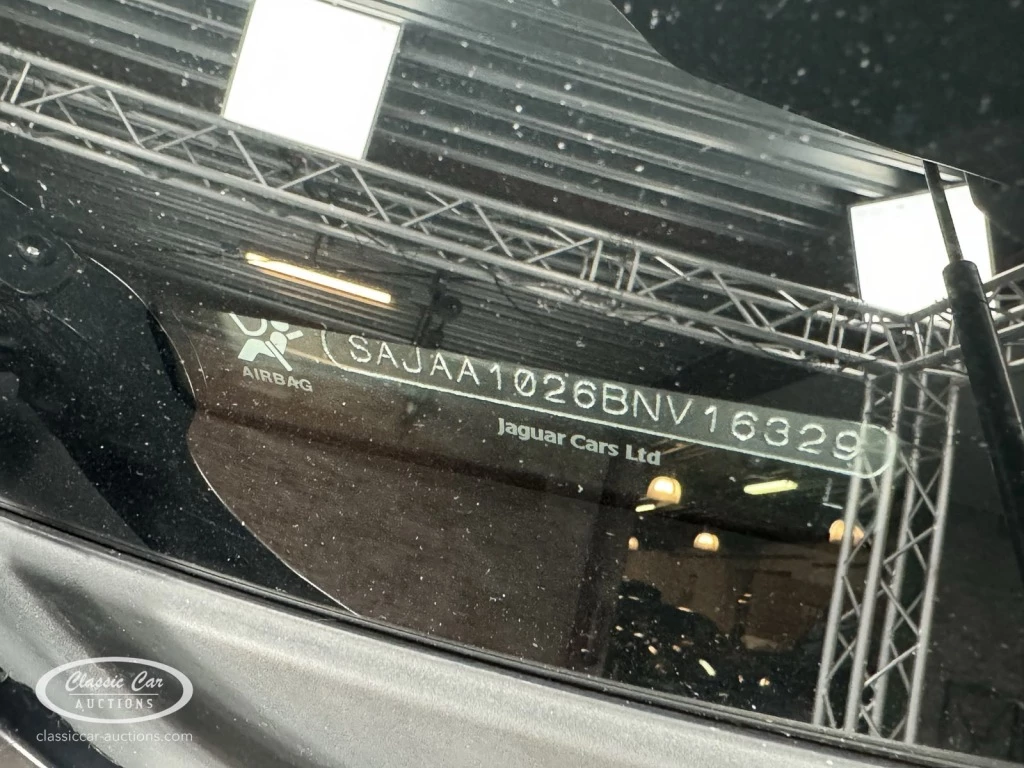 SAJAA1026BNV16329
AIRBAG
Jaguar Cars Ltd
Classic Car
AUCTIONS
classiccar-auctions.com